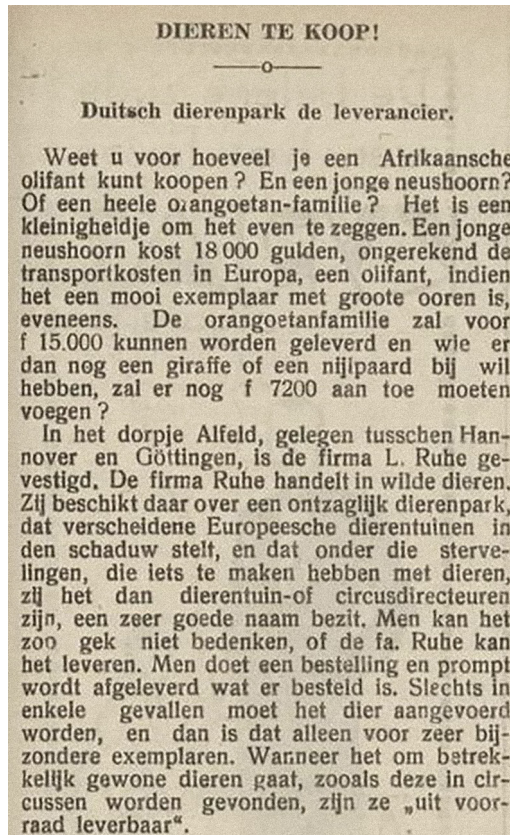 DIEREN TE KOOP!
—o—
Duitsch dierenpark de leverancier.
Weet u voor hoeveel je een Afrikaansche
olifant kunt koopen? En een jonge neushoorn?
Of een heele orangoetan-familie? Het is een
kleinigheidje om het even te zeggen. Een jonge
neushoorn kost 18 000 gulden, ongerekend de
transportkosten in Europa, een olifant, indien
het een mooi exemplaar met groote ooren is,
eveneens. De orangoetanfamilie zal voor
f 15.000 kunnen worden geleverd en wie er
dan nog een giraffe of een nijlpaard bij wil
hebben, zal er nog f 7200 aan toe moeten
voegen?
In het dorpje Alfeld, gelegen tusschen Han-
nover en Göttingen, is de firma L. Ruhe ge-
vestigd. De firma Ruhe handelt in wilde dieren.
Zij beschikt daar over een ontzaglijk dierenpark,
dat verscheidene Europeesche dierentuinen in
den schaduw stelt, en dat onder die sterve-
lingen, die iets te maken hebben met dieren,
zij het dan dierentuin-of circusdirecteuren
zijn, een zeer goede naam bezit. Men kan het
zoo gek niet bedenken, of de fa. Ruhe kan
het leveren. Men doet een bestelling en prompt
wordt afgeleverd wat er besteld is. Slechts in
enkele gevallen moet het dier aangevoerd
worden, en dan is dat alleen voor zeer bij-
zondere exemplaren. Wanneer het om betrek-
kelijk gewone dieren gaat, zooals deze in cir-
cussen worden gevonden, zijn ze „uit voor-
raad leverbaar“.